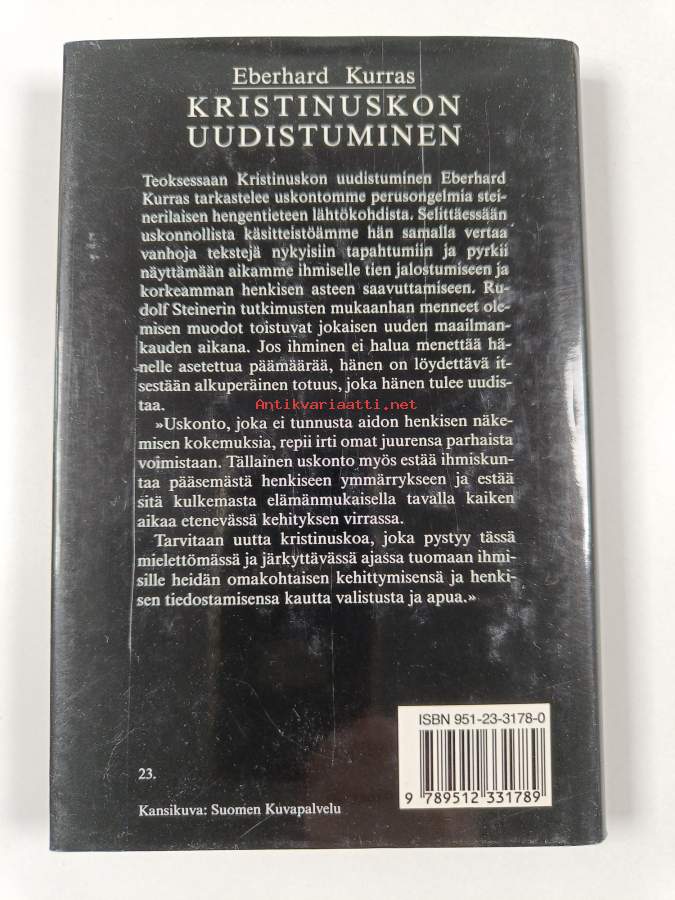 Eberhard Kurras
KRISTINUSKON
UUDISTUMINEN
Teoksessaan Kristinuskon uudistuminen Eberhard
Kurras tarkastelee uskontomme perusongelmia stei-
nerilaisen hengentieteen lähtökohdista. Selittäessään
uskonnollista käsitteistöämme hän samalla vertaa
vanhoja tekstejä nykyisiin tapahtumiin ja pyrkii
näyttämään aikamme ihmiselle tien jalostumiseen ja
korkeamman henkisen asteen saavuttamiseen. Ru-
dolf Steinerin tutkimusten mukaanhan menneet ole-
misen muodot toistuvat jokaisen uuden maailman-
kauden aikana. Jos ihminen ei halua menettää hä-
nelle asetettua päämäärää, hänen on löydettävä it-
sestään alkuperäinen totuus, joka hänen tulee uudis-
taa.
Antikvariaatti.net
»Uskonto, joka ei tunnusta aidon henkisen näke-
misen kokemuksia, repii irti omat juurensa parhaista
voimistaan. Tällainen uskonto myös estää ihmiskun-
taa pääsemästä henkiseen ymmärrykseen ja estää
sitä kulkemasta elämänmukaisella tavalla kaiken
aikaa etenevässä kehityksen virrassa.
Tarvitaan uutta kristinuskoa, joka pystyy tässä
mielettömässä ja järkyttävässä ajassa tuomaan ihmi-
sille heidän omakohtaisen kehittymisensä ja henki-
sen tiedostamisensa kautta valistusta ja apua.»
ISBN 951-23-3178-0
9 789512 331789
23.
Kansikuva: Suomen Kuvapalvelu